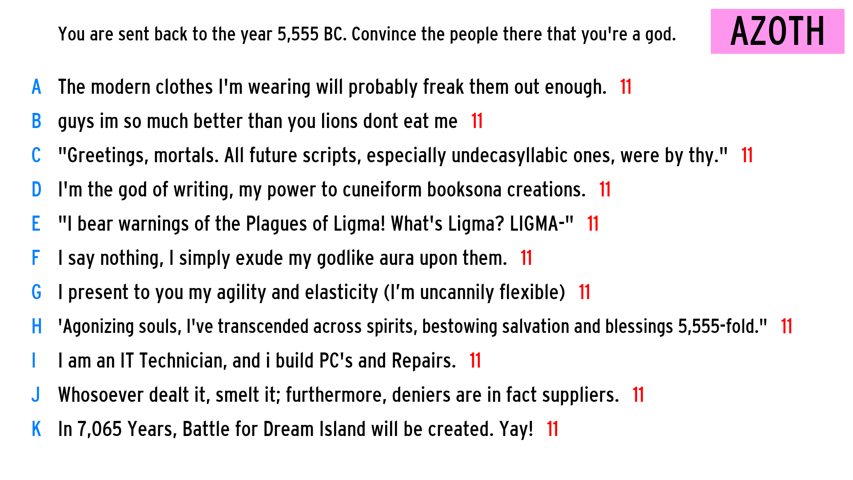 You are sent back to the year 5,555 BC. Convince the people there that you're a god.
AZOTH
A The modern clothes I'm wearing will probably freak them out enough. 11
B guys im so much better than you lions dont eat me 11
C "Greetings, mortals. All future scripts, especially undecasyllabic ones, were by thy." 11
D I'm the god of writing, my power to cuneiform booksona creations. 11
E "I bear warnings of the Plagues of Ligma! What's Ligma? LIGMA-" 11
F I say nothing, I simply exude my godlike aura upon them. 11
G I present to you my agility and elasticity (I’m uncannily flexible) 11
H 'Agonizing souls, I've transcended across spirits, bestowing salvation and blessings 5,555-fold." 11
I I am an IT Technician, and i build PC's and Repairs. 11
J Whosoever dealt it, smelt it; furthermore, deniers are in fact suppliers. 11
K In 7,065 Years, Battle for Dream Island will be created. Yay! 11